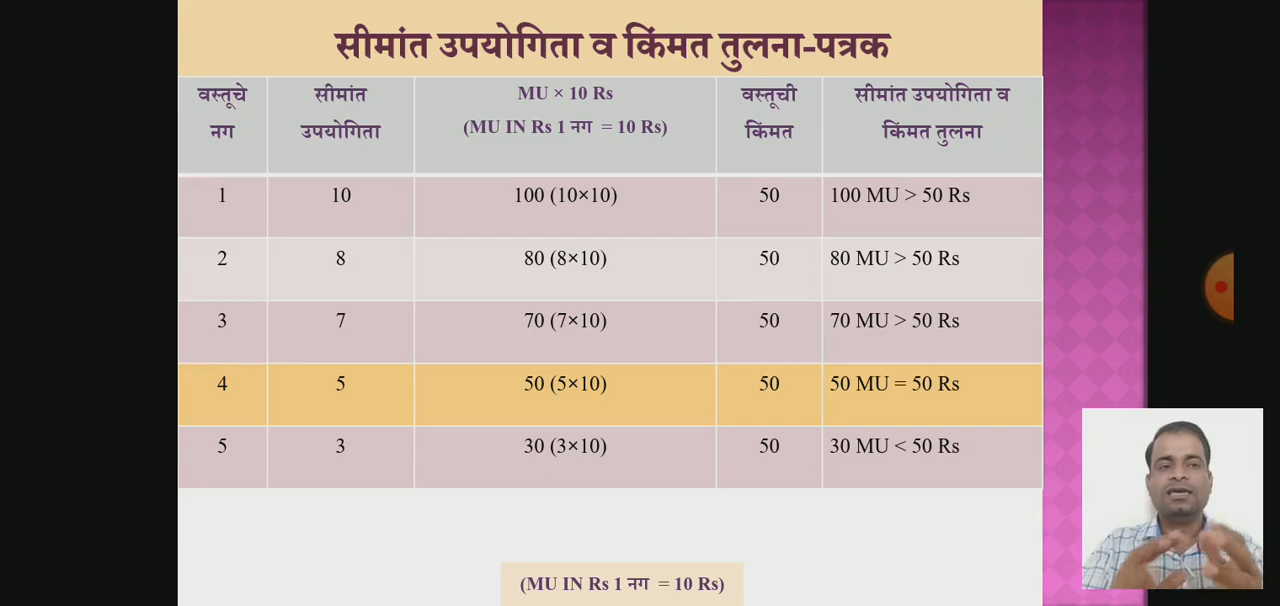 सीमांत उपयोगिता व किंमत तुलना-पत्रक
वस्तूचे नग | सीमांत उपयोगिता | MU × 10 Rs (MU IN Rs 1 नग = 10 Rs) | वस्तूची किंमत | सीमांत उपयोगिता व किंमत तुलना
1 | 10 | 100 (10×10) | 50 | 100 MU > 50 Rs
2 | 8 | 80 (8×10) | 50 | 80 MU > 50 Rs
3 | 7 | 70 (7×10) | 50 | 70 MU > 50 Rs
4 | 5 | 50 (5×10) | 50 | 50 MU = 50 Rs
5 | 3 | 30 (3×10) | 50 | 30 MU < 50 Rs
(MU IN Rs 1 नग = 10 Rs)